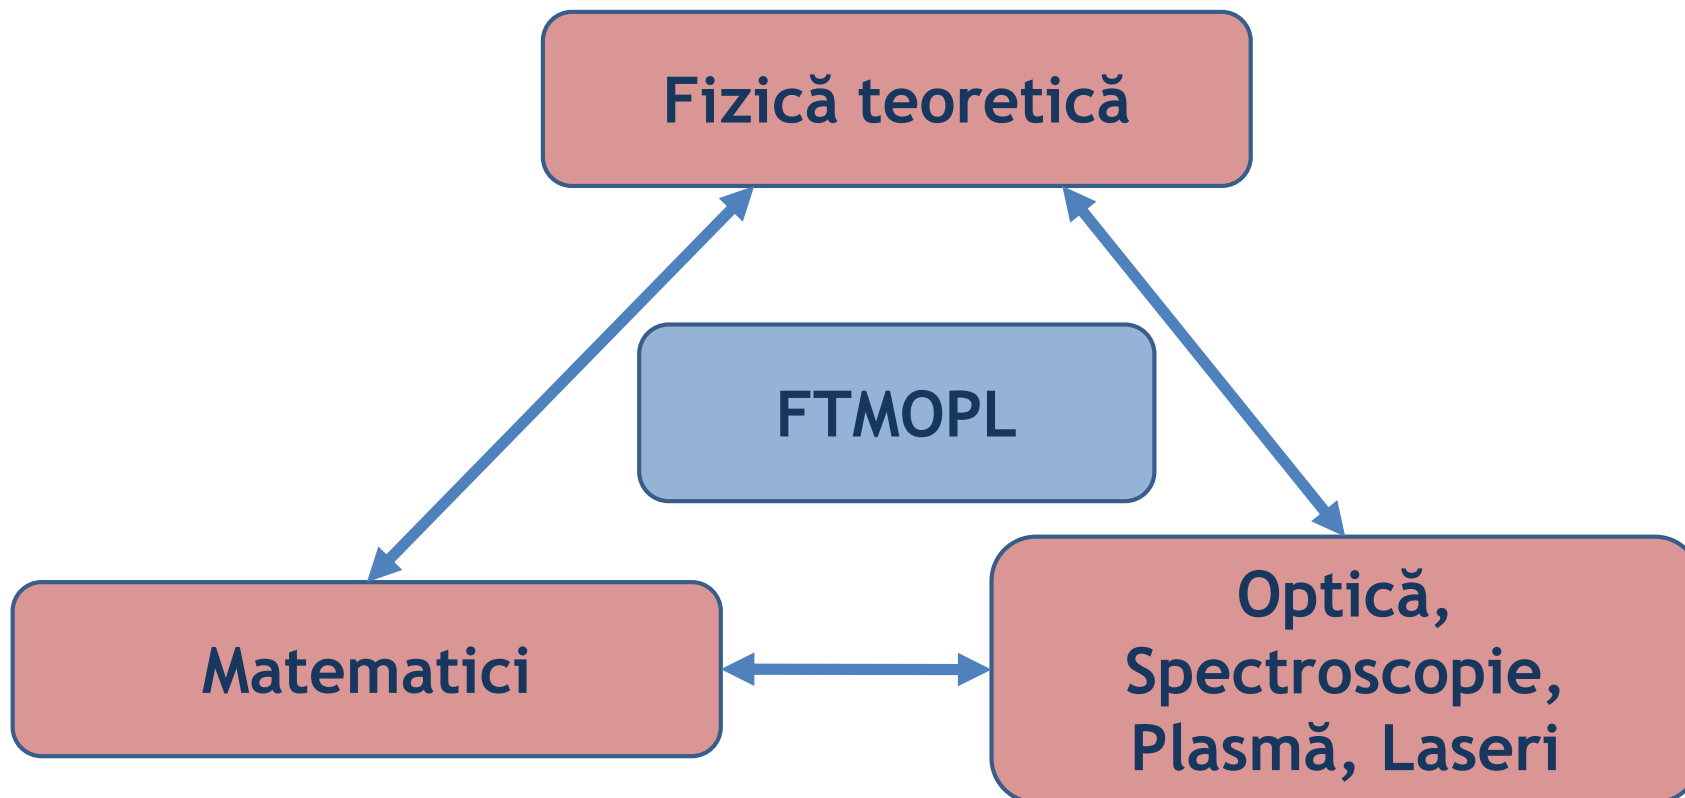 Fizică teoretică
FTMOPL
Matematici
Optică,
Spectroscopie,
Plasmă, Laseri